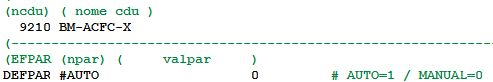 (ncdu) ( nome cdu )
9210 BM-ACFC-X
(----------------------------------------------------------------------
(EFPAR (npar) ( valpar )
DEFPAR #AUTO 0 # AUTO=1 / MANUAL=0